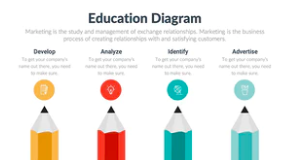 Education Diagram
Marketing is the study and management of exchange relationships. Marketing is the business
process of creating relationships with and satisfying customers.
Develop
To get your company's
name out there, you need
to make sure.
Analyze
To get your company's
name out there, you need
to make sure.
Identify
To get your company's
name out there, you need
to make sure.
Advertise
To get your company's
name out there, you need
to make sure.